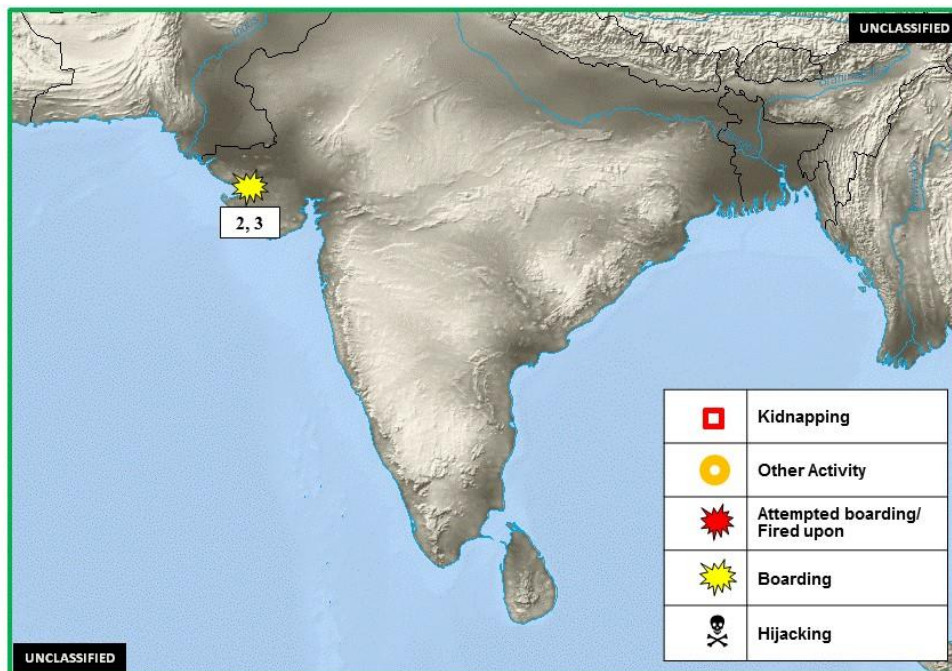 UNCLASSIFIED
2, 3
Kidnapping
Other Activity
Attempted boarding/
Fired upon
Boarding
Hijacking
UNCLASSIFIED